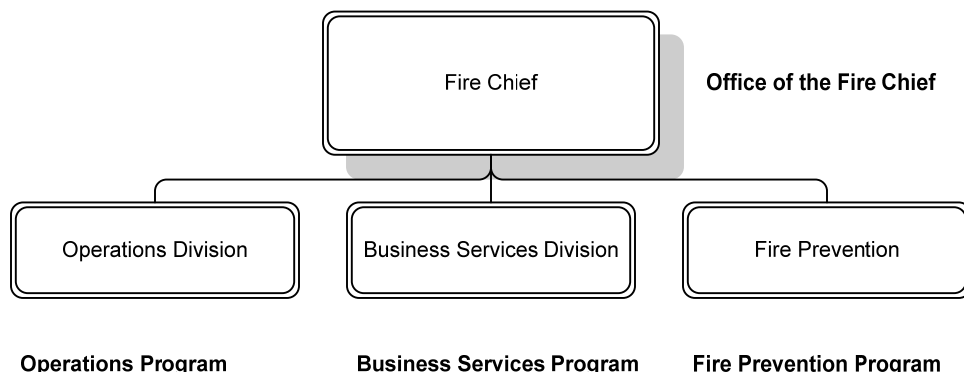 Fire Chief
Office of the Fire Chief
Operations Division
Business Services Division
Fire Prevention
Operations Program
Business Services Program
Fire Prevention Program